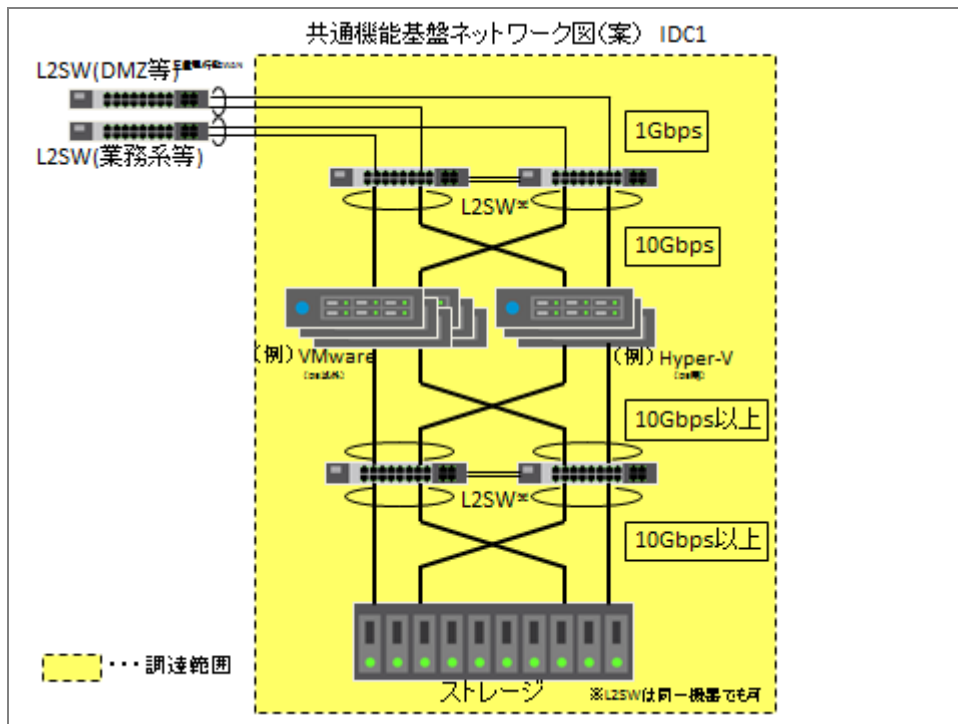 共通機能基盤ネットワーク図(案) IDC1
L2SW(DMZ等)
L2SW(業務系等)
1Gbps
L2SW※
10Gbps
(例) VMware
(例) Hyper-V
10Gbps以上
L2SW※
10Gbps以上
・・・調達範囲
ストレージ
※L2SWは同一機器でも可